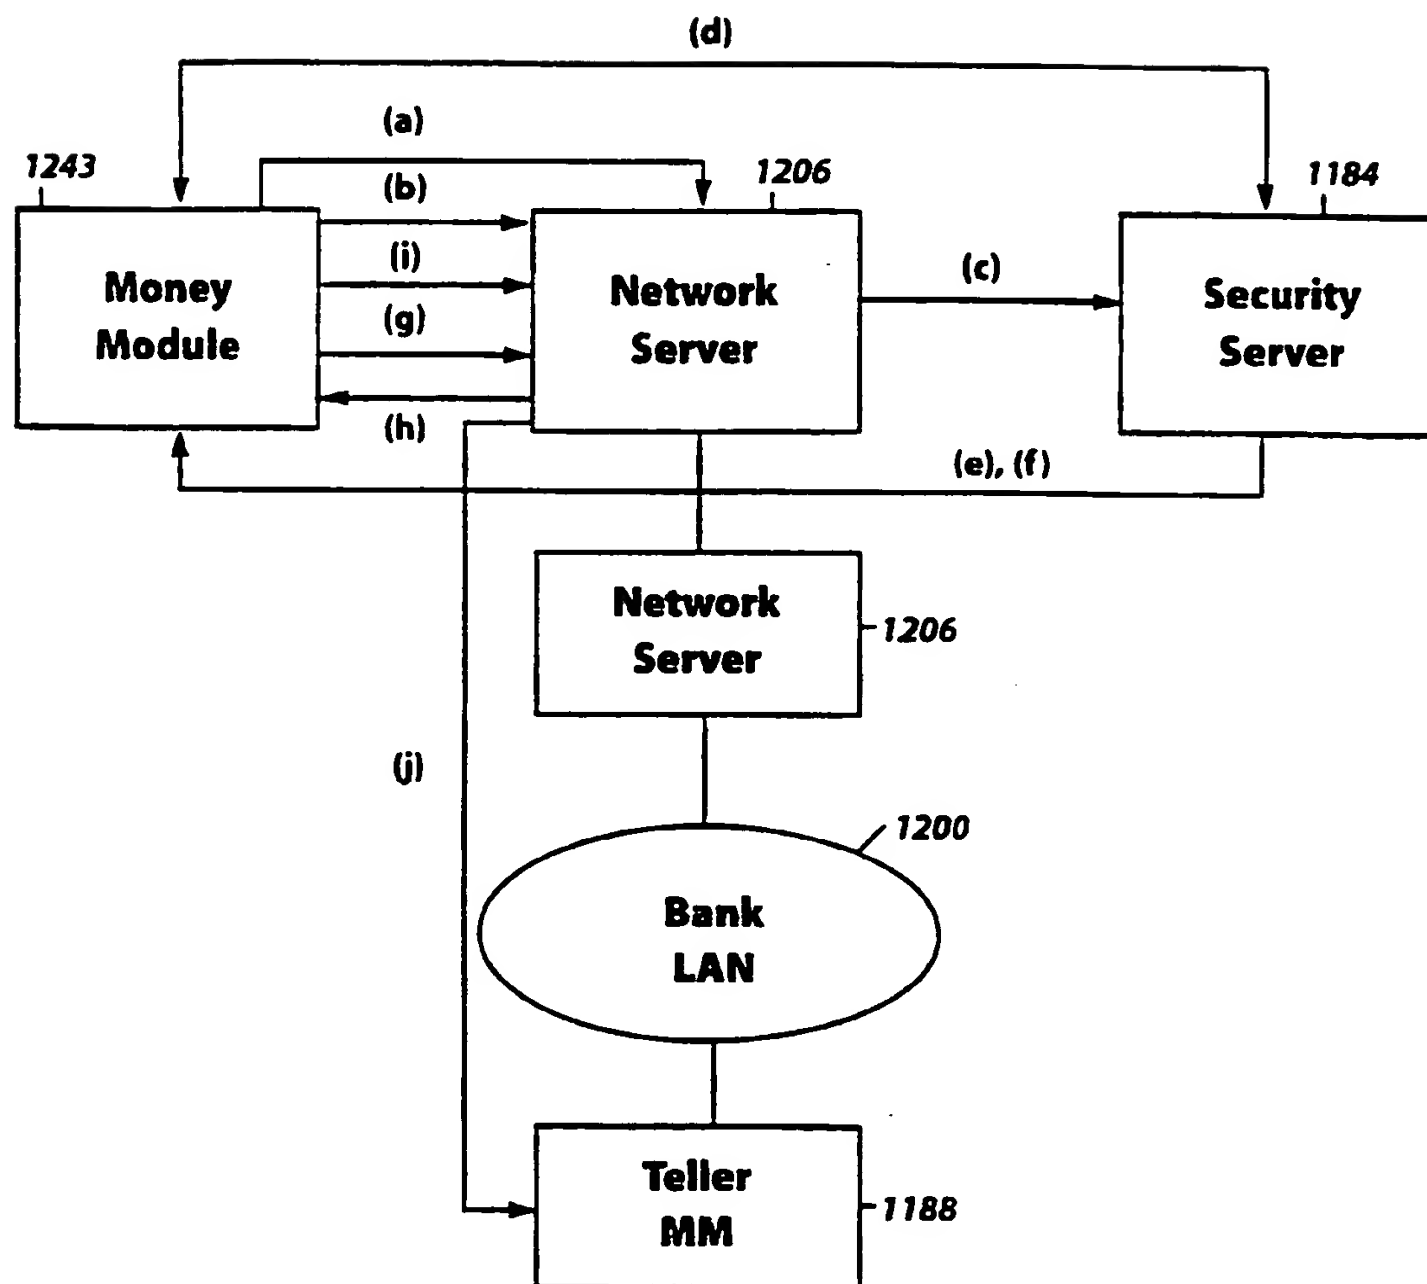 (d)
(a)
1243
(b)
1206
1184
(i)
(c)
Money
Module
Network
Server
Security
Server
(g)
(h)
(e), (f)
Network
Server
1206
(j)
1200
Bank
LAN
Teller
MM
1188